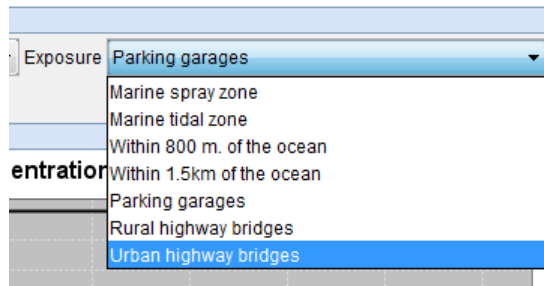 Exposure Parking garages
Marine spray zone
Marine tidal zone
Within 800 m. of the ocean
entration
Within 1.5km of the ocean
Parking garages
Rural highway bridges
Urban highway bridges